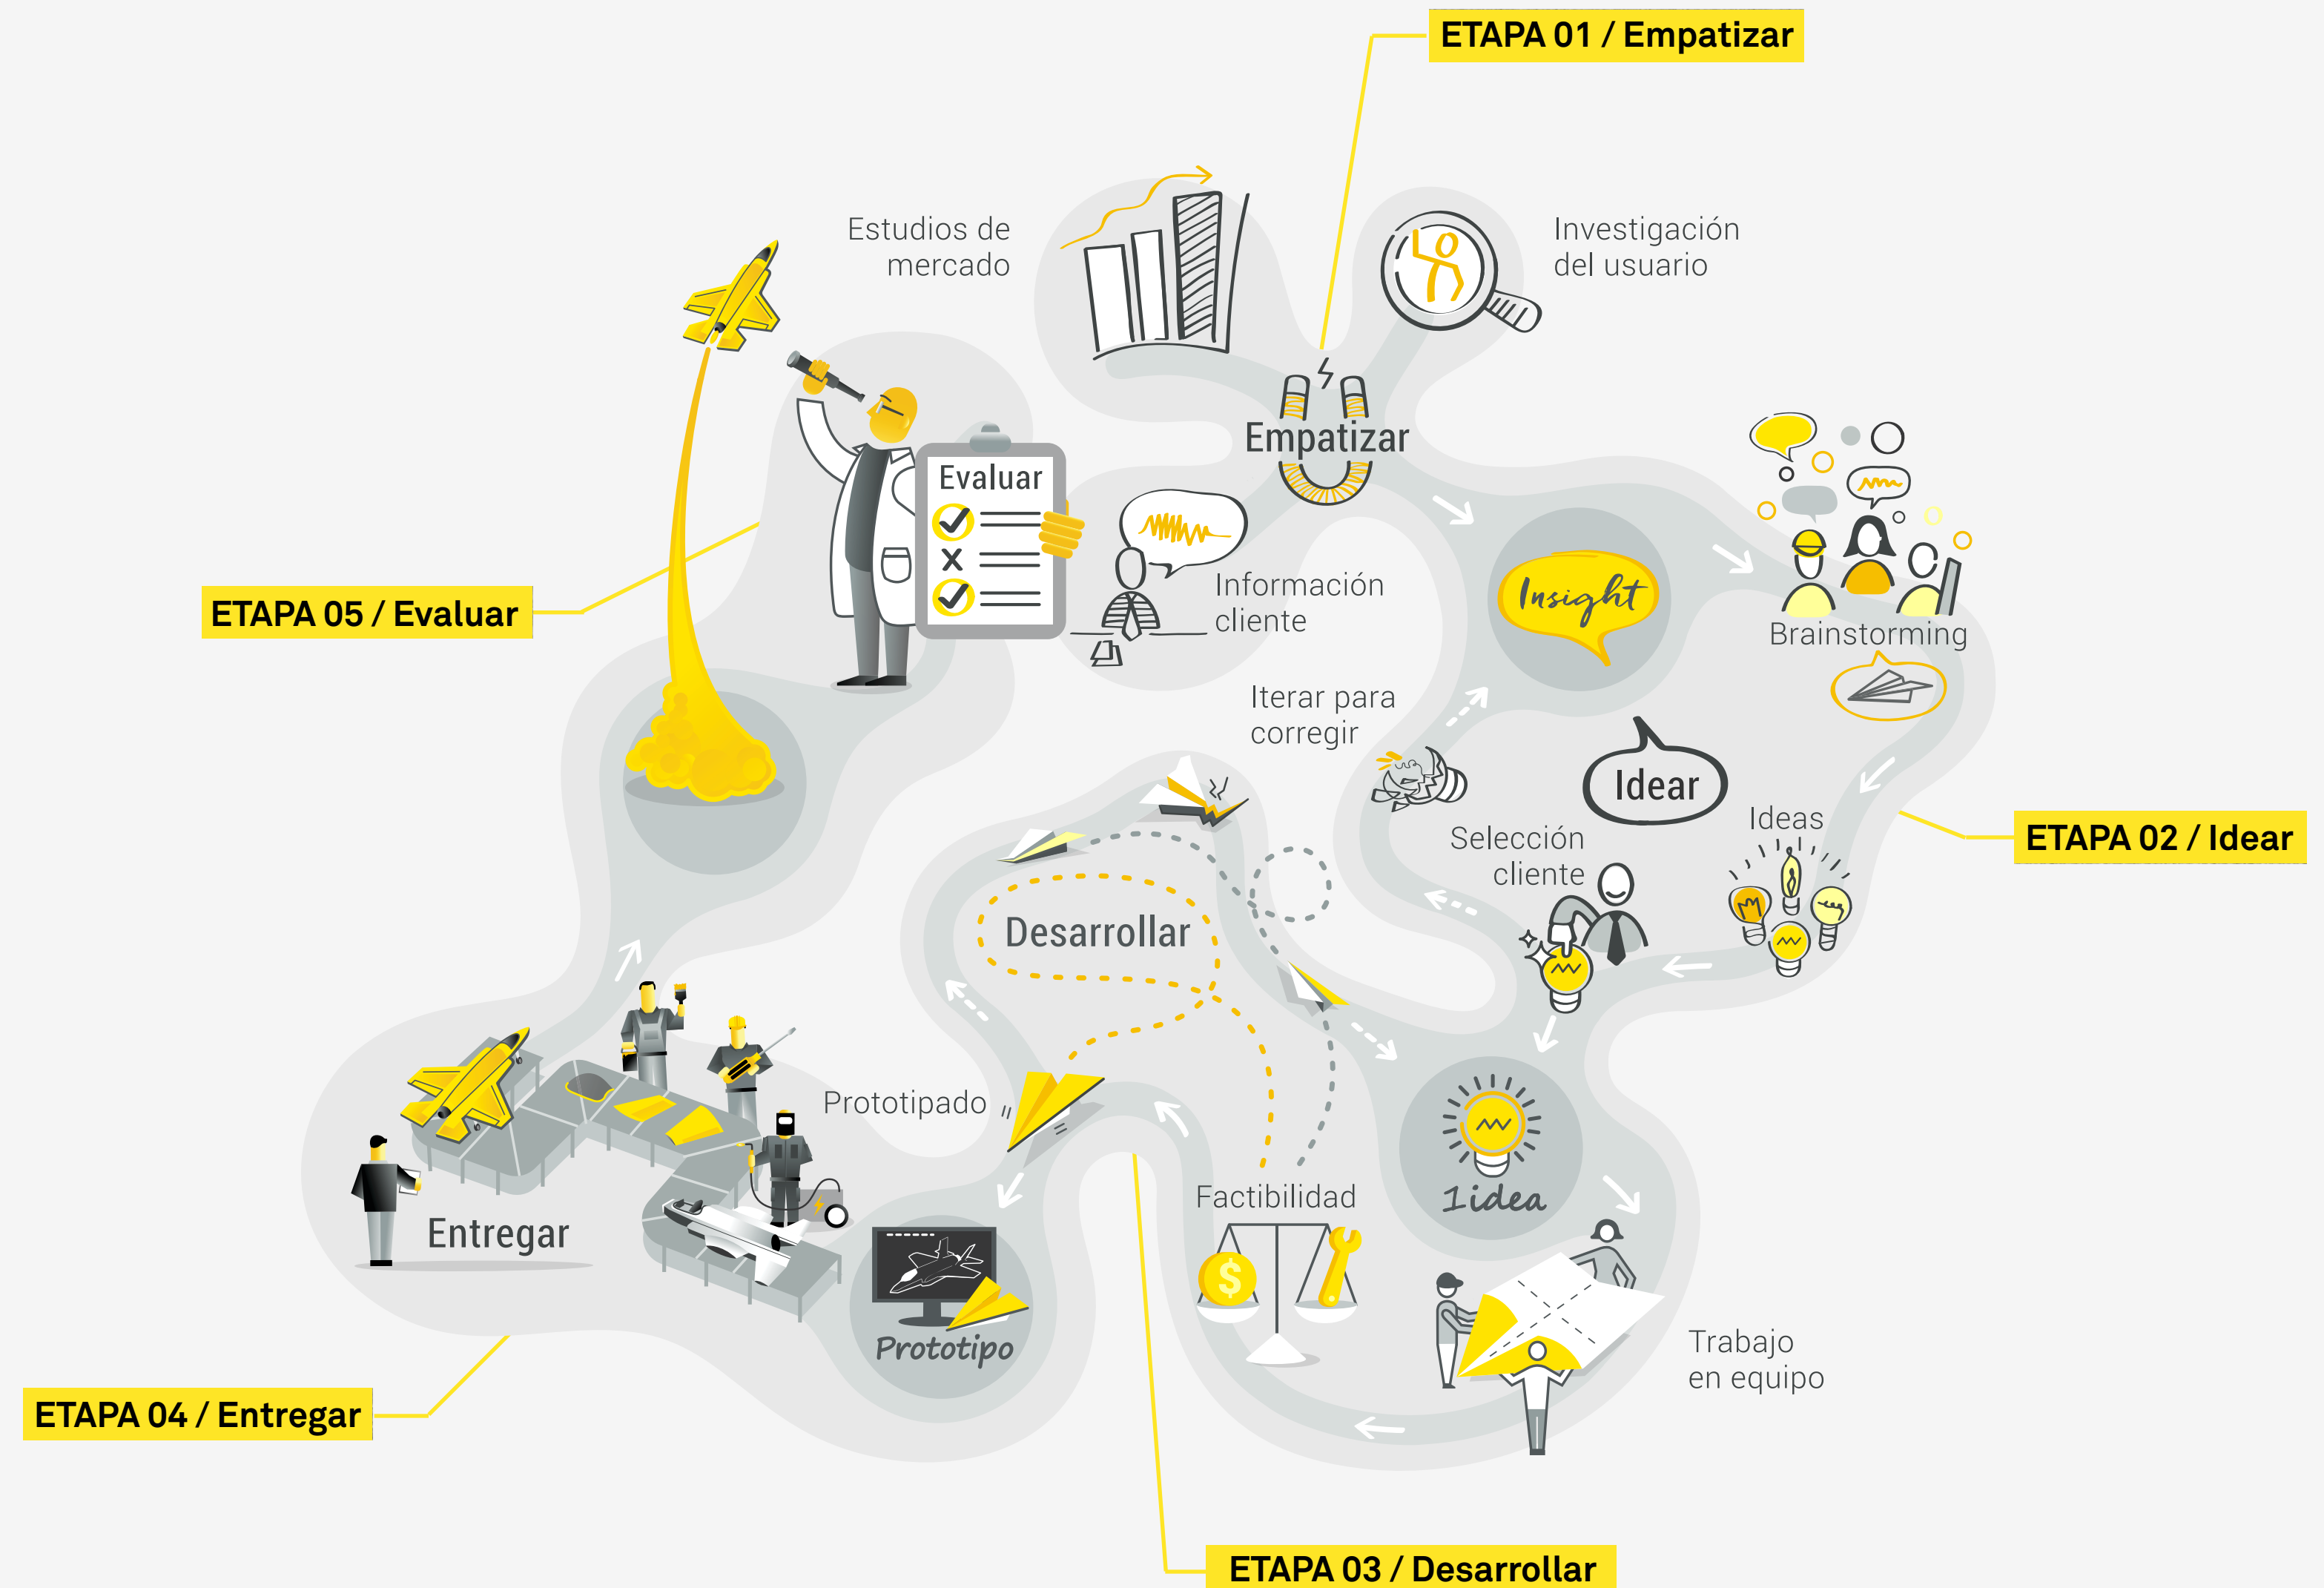 ETAPA 01 / Empatizar
Estudios de
mercado
Investigación
del usuario
Empatizar
Evaluar
Información
cliente
Insight
Brainstorming
ETAPA 05 / Evaluar
Iterar para
corregir
Idear
Selección
cliente
Ideas
ETAPA 02 / Idear
Desarrollar
Prototipado
Factibilidad
$
1 idea
Entregar
Prototipo
Trabajo
en equipo
ETAPA 04 / Entregar
ETAPA 03 / Desarrollar